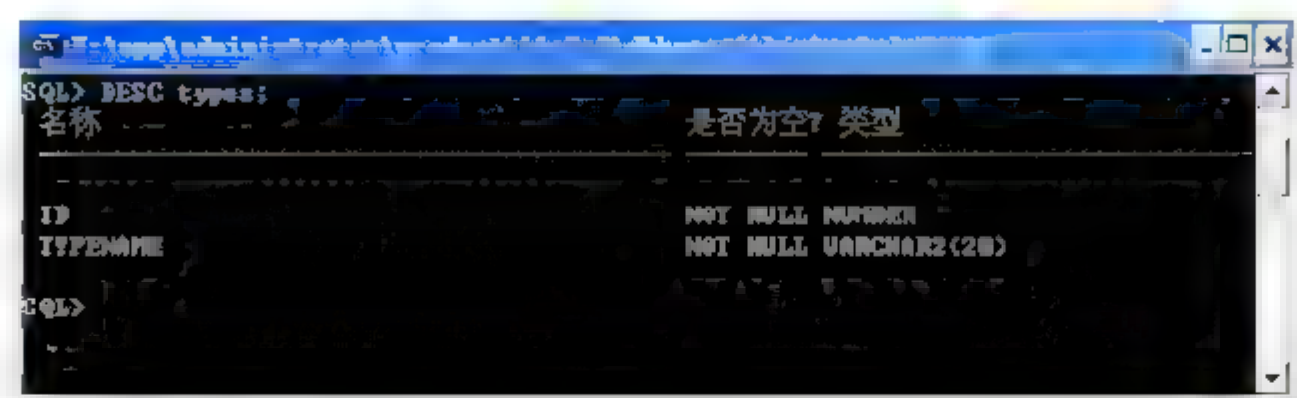 SQL> DESC types;
名称 是否为空? 类型
ID NOT NULL NUMBER
TYPENAME NOT NULL VARCHAR2(20)
SQL>